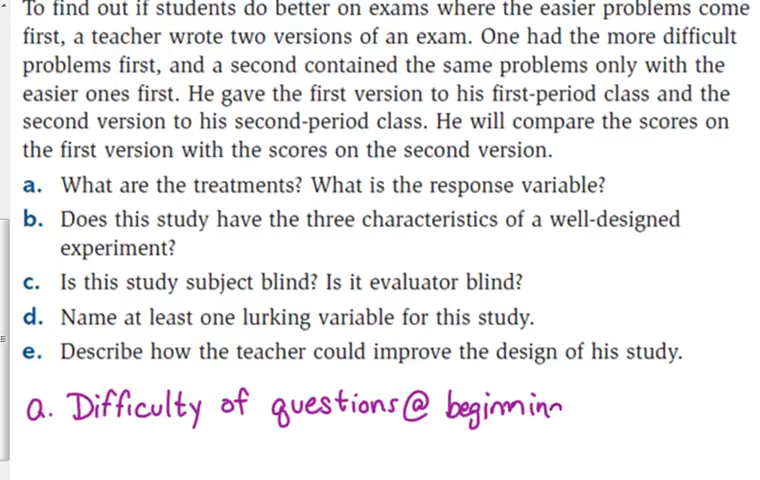 To find out if students do better on exams where the easier problems come
first, a teacher wrote two versions of an exam. One had the more difficult
problems first, and a second contained the same problems only with the
easier ones first. He gave the first version to his first-period class and the
second version to his second-period class. He will compare the scores on
the first version with the scores on the second version.
a. What are the treatments? What is the response variable?
b. Does this study have the three characteristics of a well-designed
experiment?
c. Is this study subject blind? Is it evaluator blind?
d. Name at least one lurking variable for this study.
e. Describe how the teacher could improve the design of his study.
a. Difficulty of questions @ beginnin